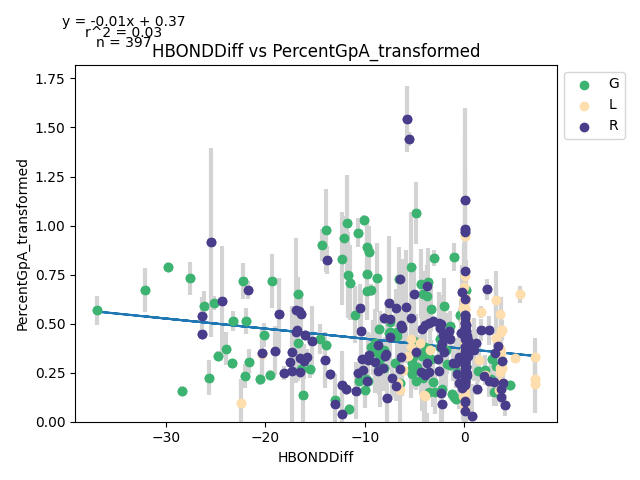 y = -0.01x + 0.37
r^2 = 0.03
n = 397
HBONDDiff vs PercentGpA_transformed
G
L
R
PercentGpA_transformed
1.75
1.50
1.25
1.00
0.75
0.50
0.25
0.00
−30 −20 −10 0
HBONDDiff